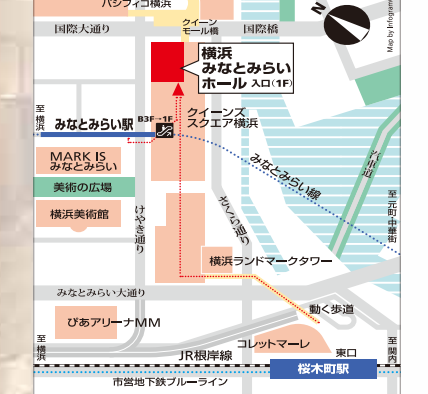 パシフィコ横浜
国際大通り
クイーン
モール橋
国際橋
N
Map by Infogram
横浜
みなとみらい
ホール 入口(1F)
至横浜
みなとみらい駅
B3F→1F
クイーンズ
スクエア横浜
MARK IS
みなとみらい
みなとみらい線
汽車道
美術の広場
至元町中華街
横浜美術館
けやき通り
さくら通り
横浜ランドマークタワー
みなとみらい大通り
動く歩道
ぴあアリーナMM
至横浜
コレットマーレ
JR根岸線
東口
至関内
桜木町駅
市営地下鉄ブルーライン